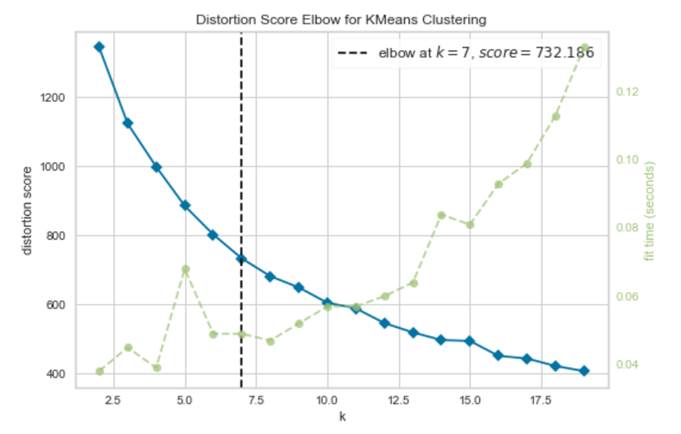 Distortion Score Elbow for KMeans Clustering
elbow at k = 7, score = 732.186
distortion score
1200
1000
800
600
400
0.12
0.10
0.08
0.06
0.04
fit time (seconds)
2.5 5.0 7.5 10.0 12.5 15.0 17.5
k